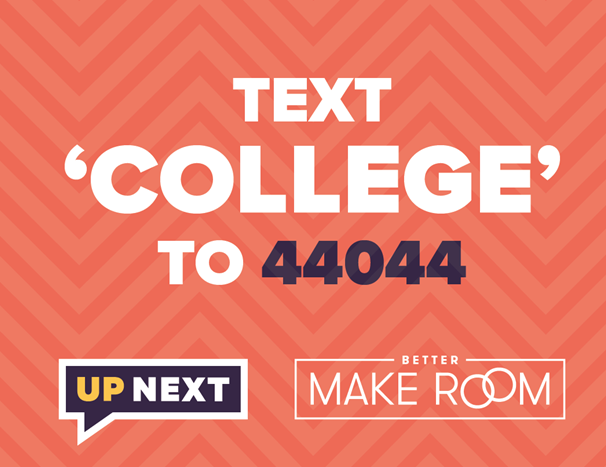 TEXT
‘COLLEGE’
TO 44044
UP NEXT
BETTER
MAKE ROOM